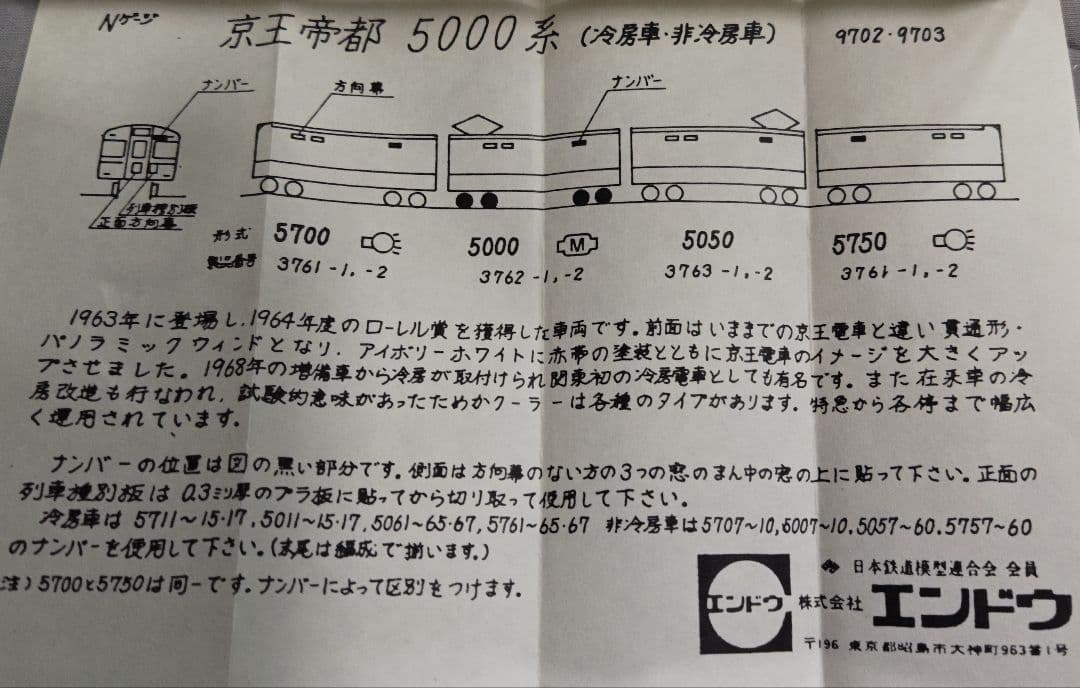 Nゲージ
京王帝都 5000系 (冷房車・非冷房車)
9702・9703
ナンバー
方向幕
ナンバー
列車種別板
正面方向幕
形式 5700 5000 M 5050 5750
製品番号 3761-1,-2 3762-1,-2 3763-1,-2 3761-1,-2
1963年に登場し、1964年度のローレル賞を獲得した車両です。前面はいままでの京王電車と違い貫通形・
パノラミックウィンドとなり、アイボリーホワイトに赤帯の塗装とともに京王電車のイメージを大きくアッ
プさせました。1968年の増備車から冷房が取付けられ関東初の冷房電車としても有名です。また在来車の冷
房改造も行なわれ、試験的意味があったためかクーラーは各種のタイプがあります。特急から各停まで幅広
く運用されています。
ナンバーの位置は図の黒い部分です。側面は方向幕のない方の3つの窓のまん中の窓の上に貼って下さい。正面の
列車種別板は0.3ミリ厚のプラ板に貼ってから切り取って使用して下さい。
冷房車は 5711~15・17, 5011~15・17, 5061~65・67, 5761~65・67 非冷房車は5707~10, 5007~10, 5057~60. 5757~60
のナンバーを使用して下さい。(末尾は編成で揃います。)
注) 5700と5750は同一です。ナンバーによって区別をつけます。
エンドウ
日本鉄道模型連合会 会員
株式会社 エンドウ
〒196 東京都昭島市大神町963番1号